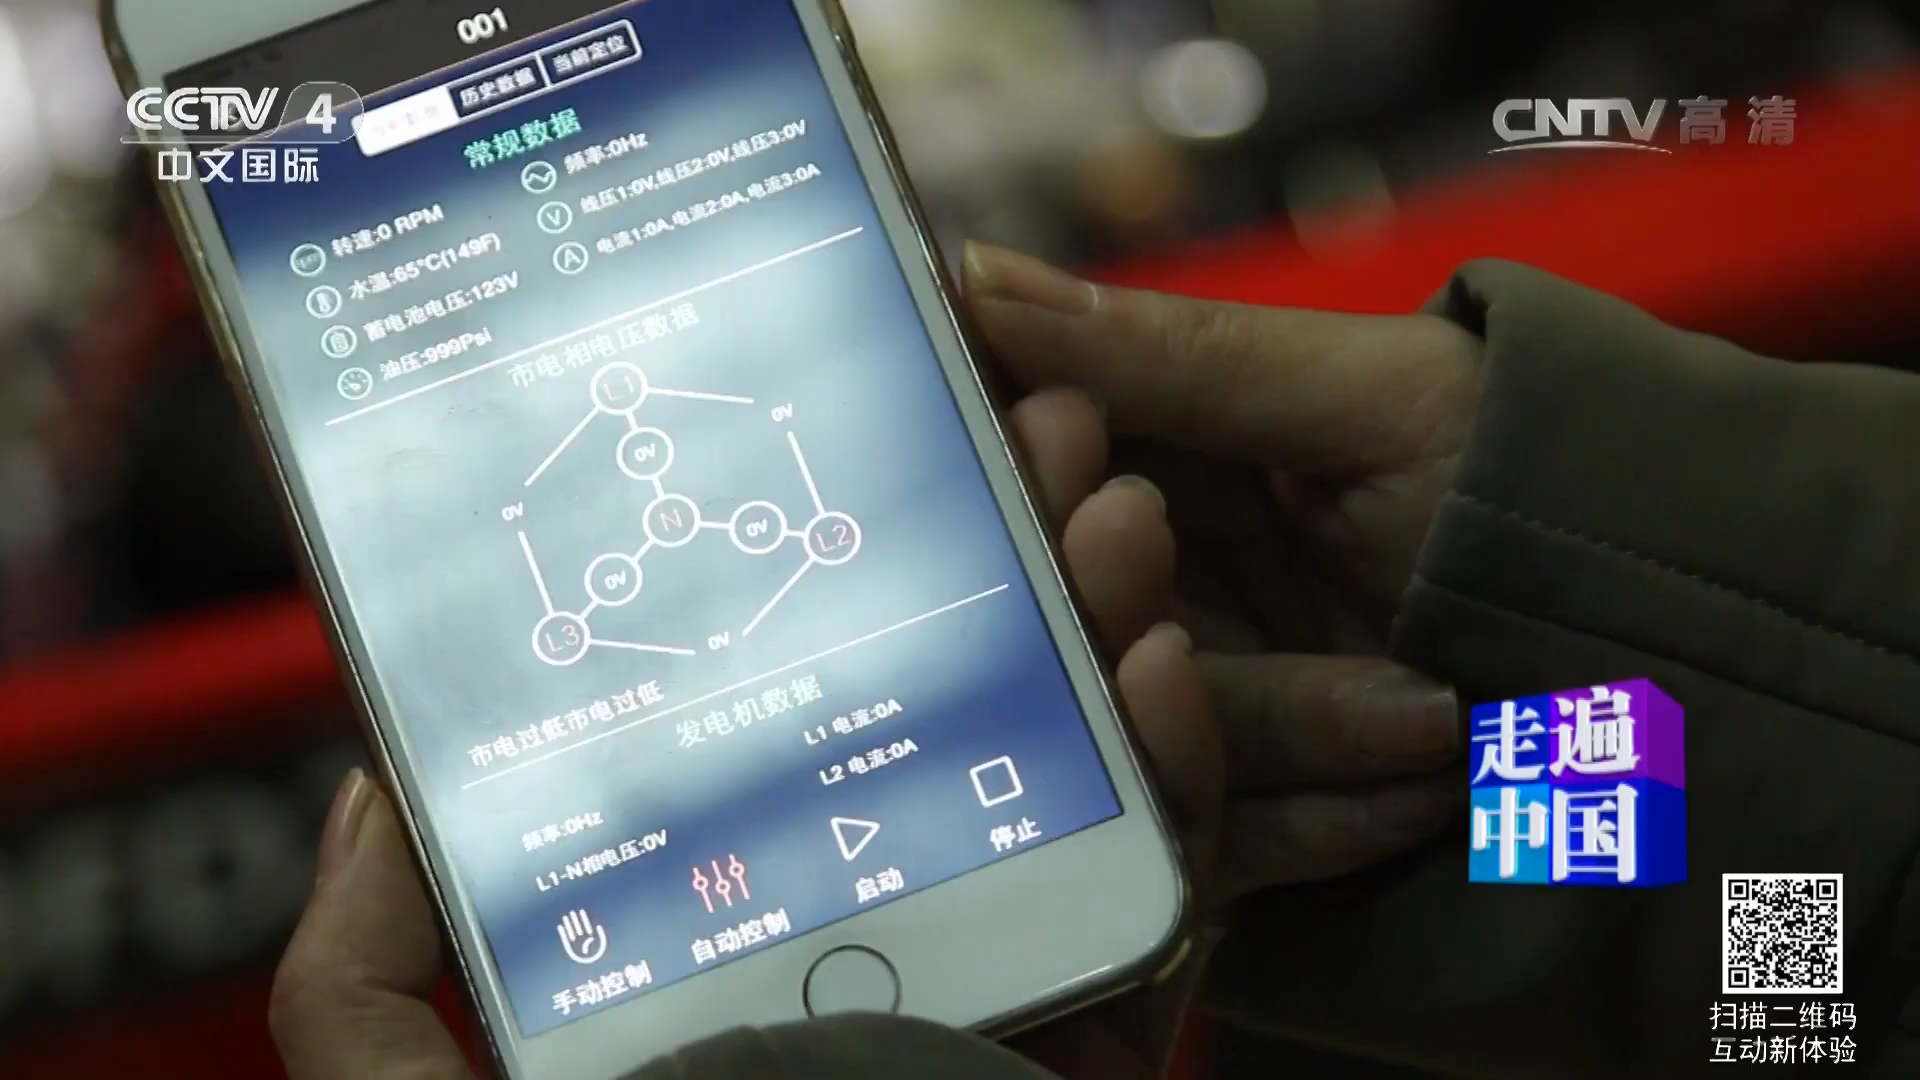 001
历史数据
当前定位
CCTV 4
中文国际
CNTV 高清
常规数据
转速:0 RPM
频率:0Hz
水温:65°C(149F)
V
线压1:0V,线压2:0V,线压3:0V
蓄电池电压:123V
A
电流1:0A,电流2:0A,电流3:0A
油压:999Psi
市电相电压数据
L1
0V
0V
0V
N
0V
L2
0V
L3
0V
市电过低市电过低
发电机数据
频率:0Hz
L1 电流:0A
L1-N相电压:0V
L2 电流:0A
手动控制
自动控制
启动
停止
走遍
中国
扫描二维码
互动新体验